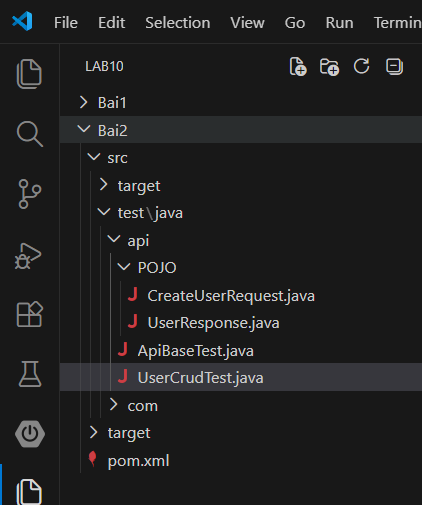 File Edit Selection View Go Run Termin
LAB10
Bai1
Bai2
src
target
test\java
api
POJO
J CreateUserRequest.java
J UserResponse.java
J ApiBaseTest.java
J UserCrudTest.java
com
target
pom.xml